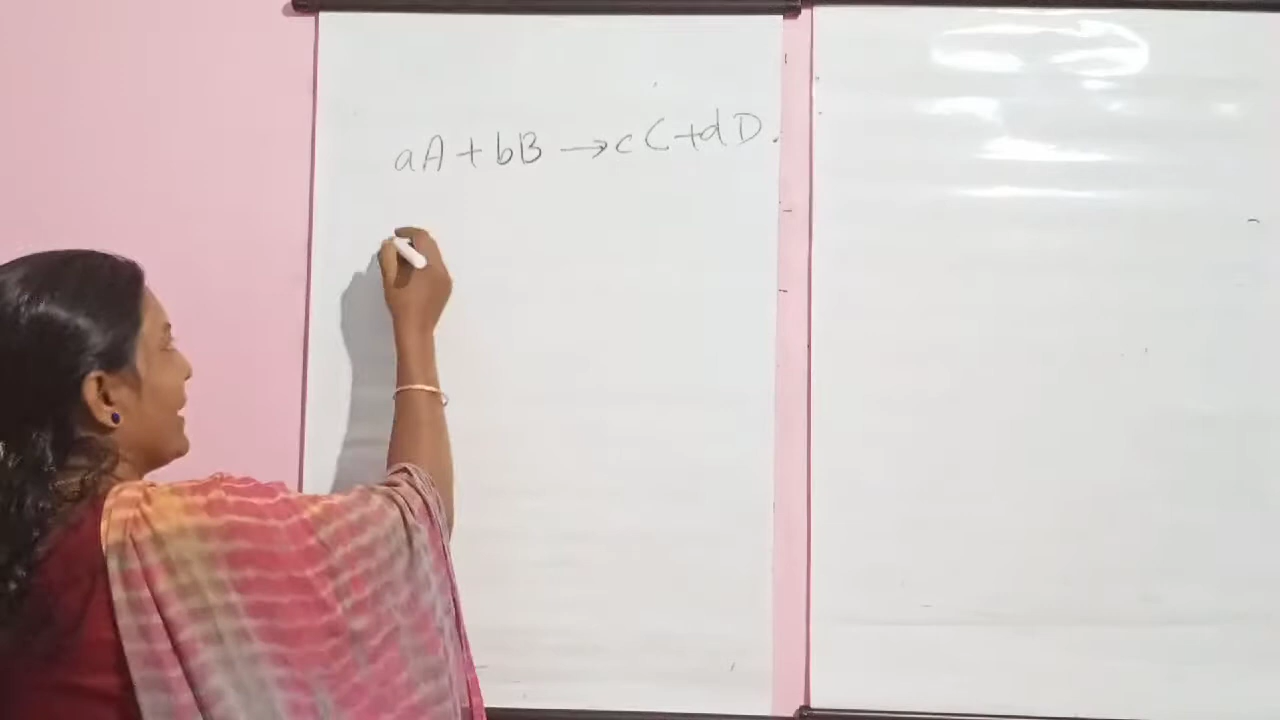 aA + bB → cC + dD.